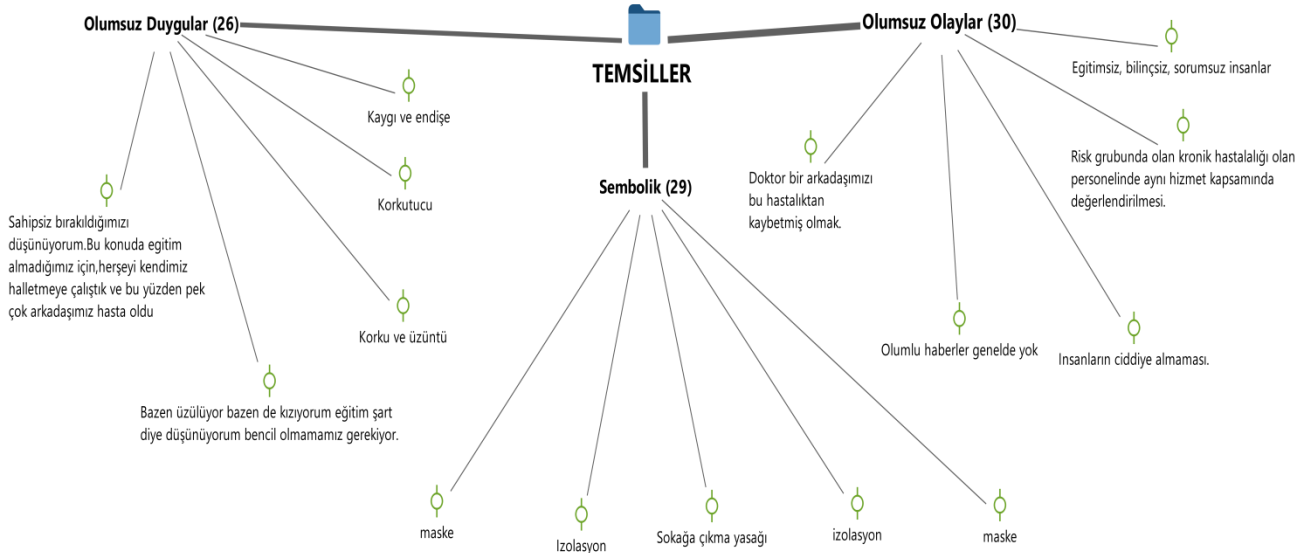 Olumsuz Duygular (26)
TEMSİLLER
Olumsuz Olaylar (30)
Sembolik (29)
Kaygı ve endişe
Korkutucu
Korku ve üzüntü
Sahipsiz bırakıldığımızı
düşünüyorum.Bu konuda egitim
almadığımız için,herşeyi kendimiz
halletmeye çalıştık ve bu yüzden pek
çok arkadaşımız hasta oldu
Bazen üzülüyor bazen de kızıyorum eğitim şart
diye düşünüyorum bencil olmamamız gerekiyor.
maske
Izolasyon
Sokağa çıkma yasağı
izolasyon
maske
Egitimsiz, bilinçsiz, sorumsuz insanlar
Doktor bir arkadaşımızı
bu hastalıktan
kaybetmiş olmak.
Risk grubunda olan kronik hastalalığı olan
personelinde aynı hizmet kapsamında
değerlendirilmesi.
Olumlu haberler genelde yok
Insanların ciddiye almaması.